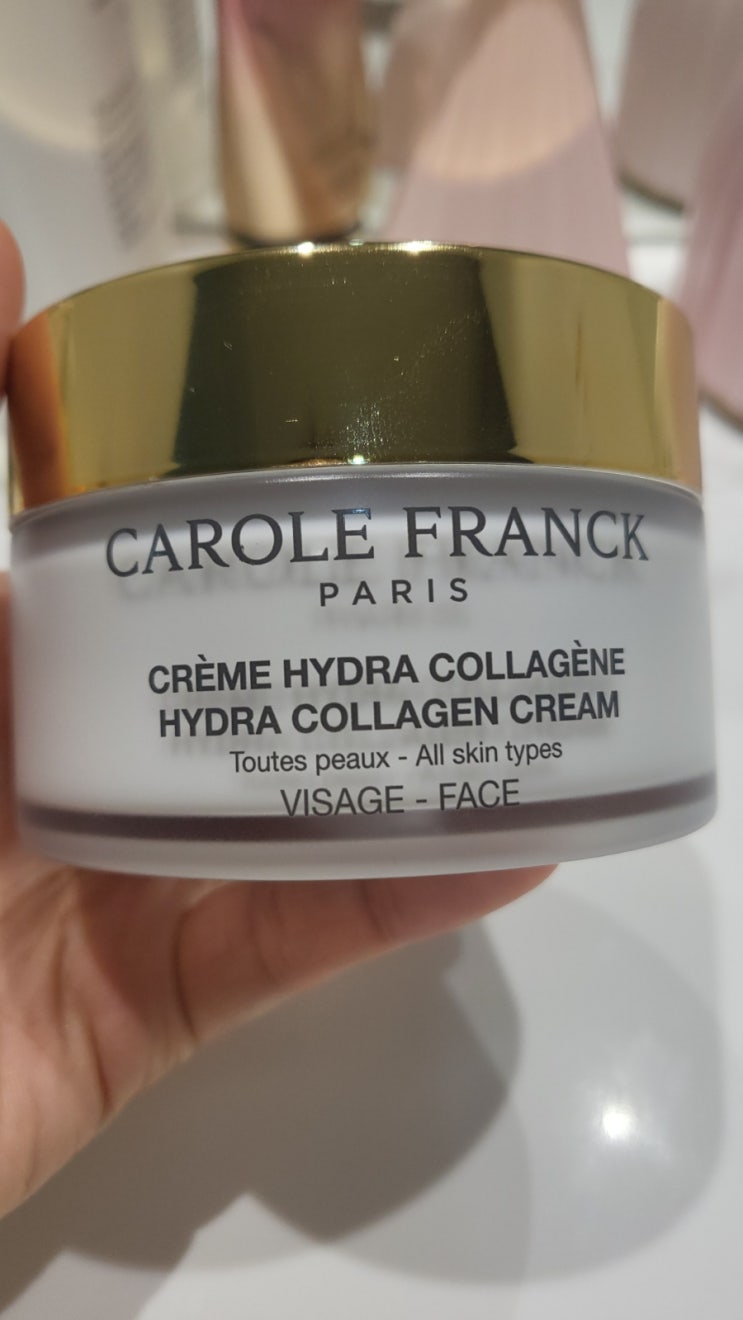 CAROLE FRANCK
PARIS
CRÈME HYDRA COLLAGÈNE
HYDRA COLLAGEN CREAM
Toutes peaux - All skin types
VISAGE - FACE